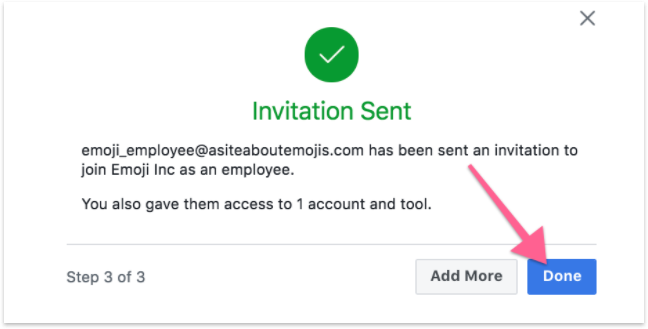 Invitation Sent
emoji_employee@asiteaboutemojis.com has been sent an invitation to
join Emoji Inc as an employee.
You also gave them access to 1 account and tool.
Step 3 of 3
Add More
Done